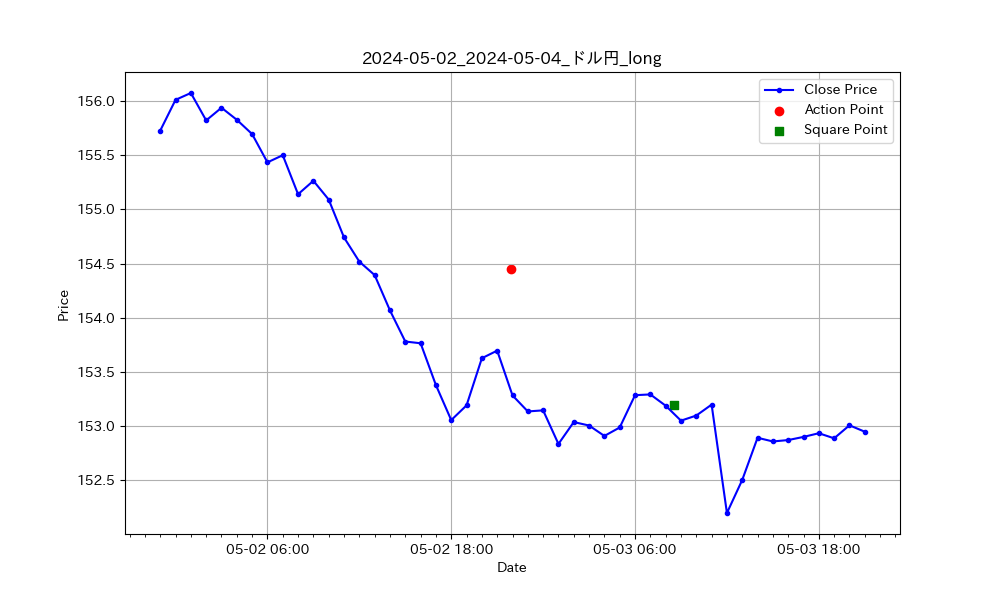 2024-05-02_2024-05-04_ドル円_long
Close Price
Action Point
Square Point
Price
156.0
155.5
155.0
154.5
154.0
153.5
153.0
152.5
05-02 06:00
05-02 18:00
05-03 06:00
05-03 18:00
Date